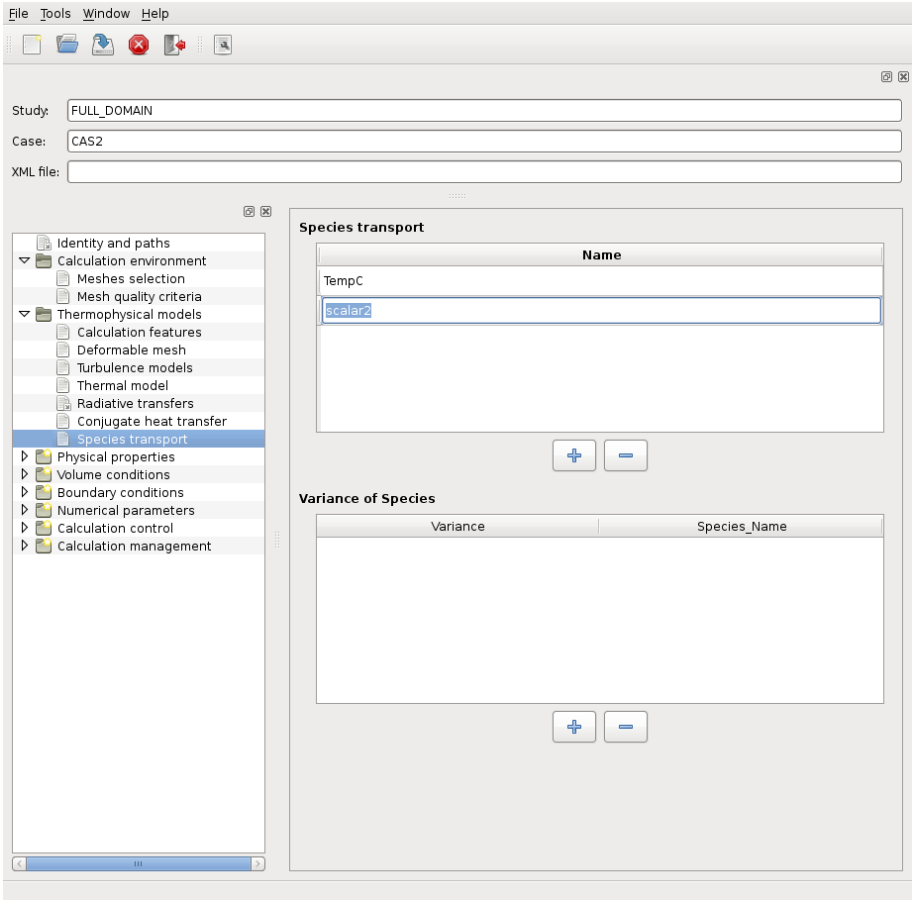 File Tools Window Help
Study: FULL_DOMAIN
Case: CAS2
XML file:
Identity and paths
Calculation environment
Meshes selection
Mesh quality criteria
Thermophysical models
Calculation features
Deformable mesh
Turbulence models
Thermal model
Radiative transfers
Conjugate heat transfer
Species transport
Physical properties
Volume conditions
Boundary conditions
Numerical parameters
Calculation control
Calculation management
Species transport
Name
TempC
scalar2
Variance of Species
Variance Species_Name